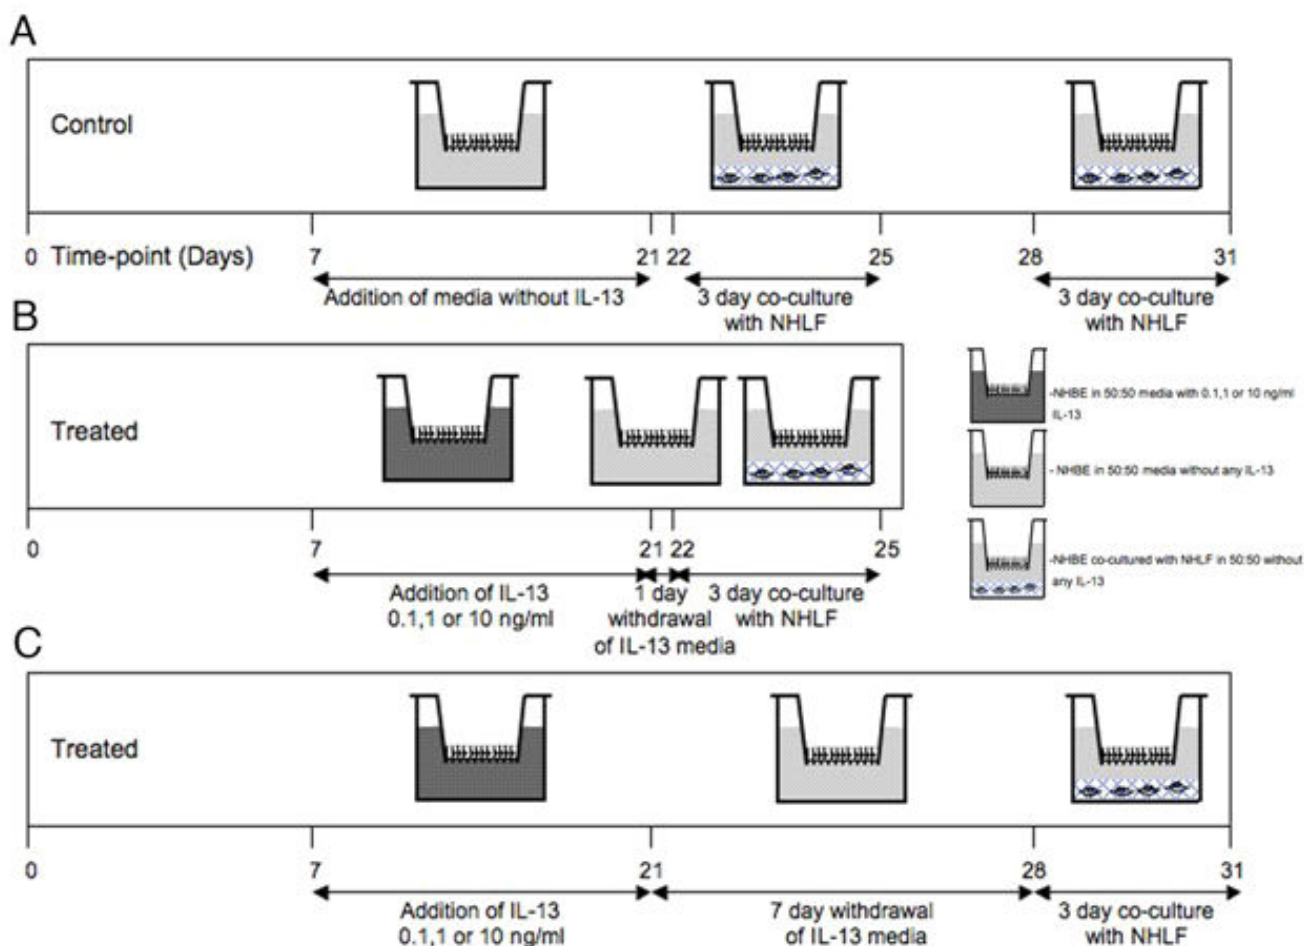 A
Control
0 Time-point (Days) 7 21 22 25 28 31
Addition of media without IL-13
3 day co-culture
with NHLF
3 day co-culture
with NHLF
B
Treated
-NHBE in 50:50 media with 0.1,1 or 10 ng/ml
IL-13
- NHBE in 50:50 media without any IL-13
-NHBE co-cultured with NHLF in 50:50 without
any IL-13
0 7 21 22 25
Addition of IL-13
0.1,1 or 10 ng/ml
1 day
withdrawal
of IL-13 media
3 day co-culture
with NHLF
C
Treated
0 7 21 28 31
Addition of IL-13
0.1,1 or 10 ng/ml
7 day withdrawal
of IL-13 media
3 day co-culture
with NHLF